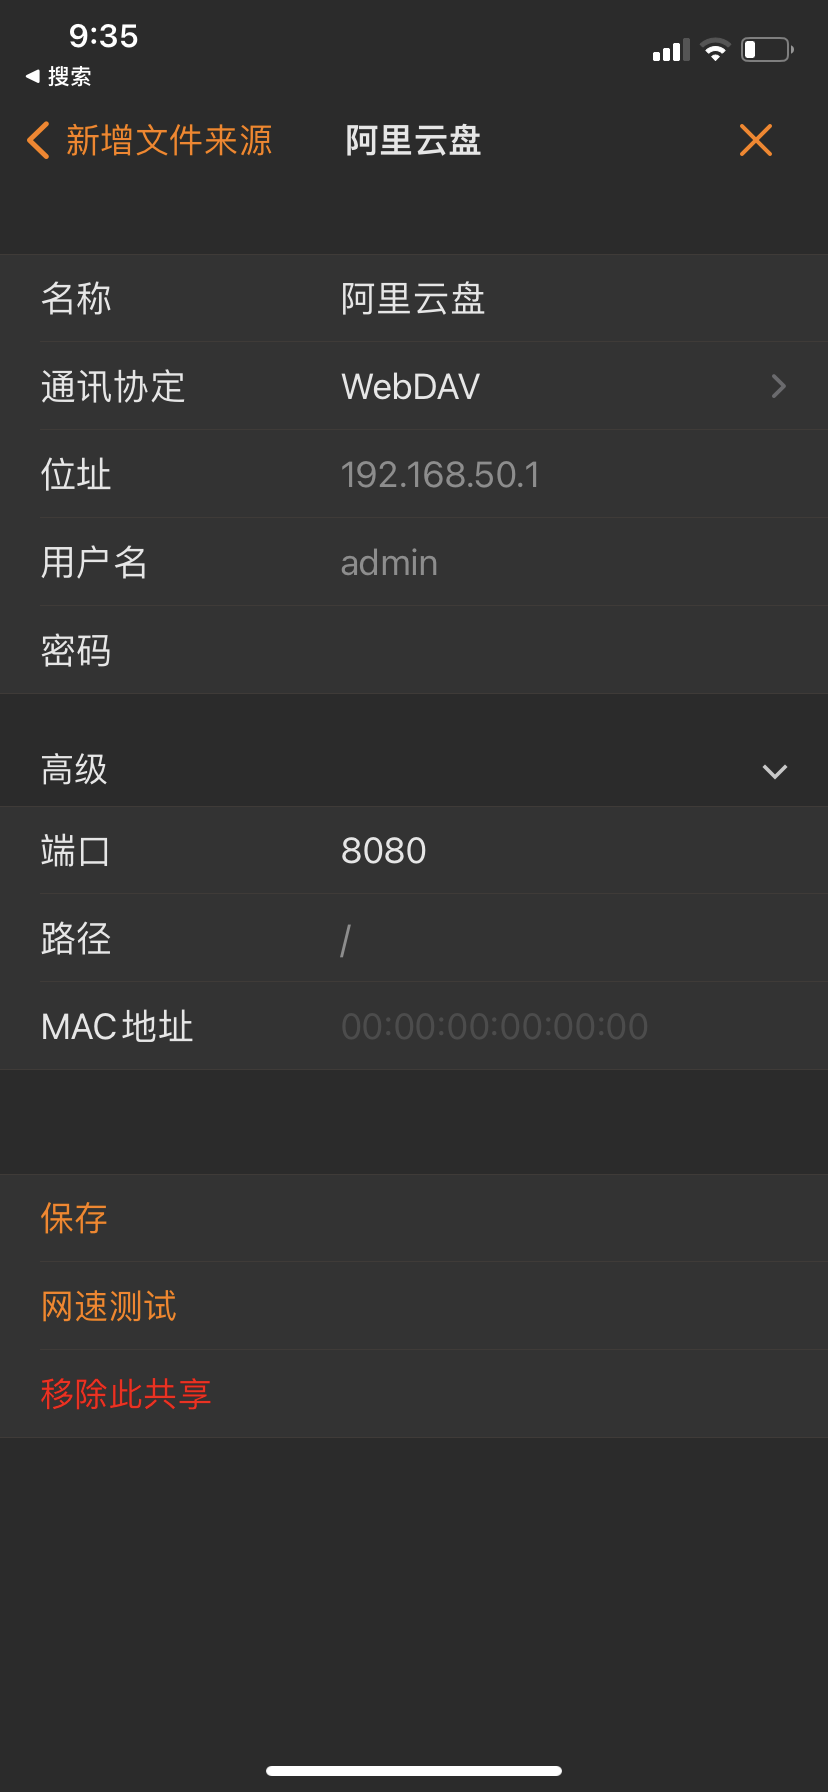 9:35
搜索
新增文件来源 阿里云盘
名称 阿里云盘
通讯协定 WebDAV
位址 192.168.50.1
用户名 admin
密码
高级
端口 8080
路径 /
MAC地址 00:00:00:00:00:00
保存
网速测试
移除此共享